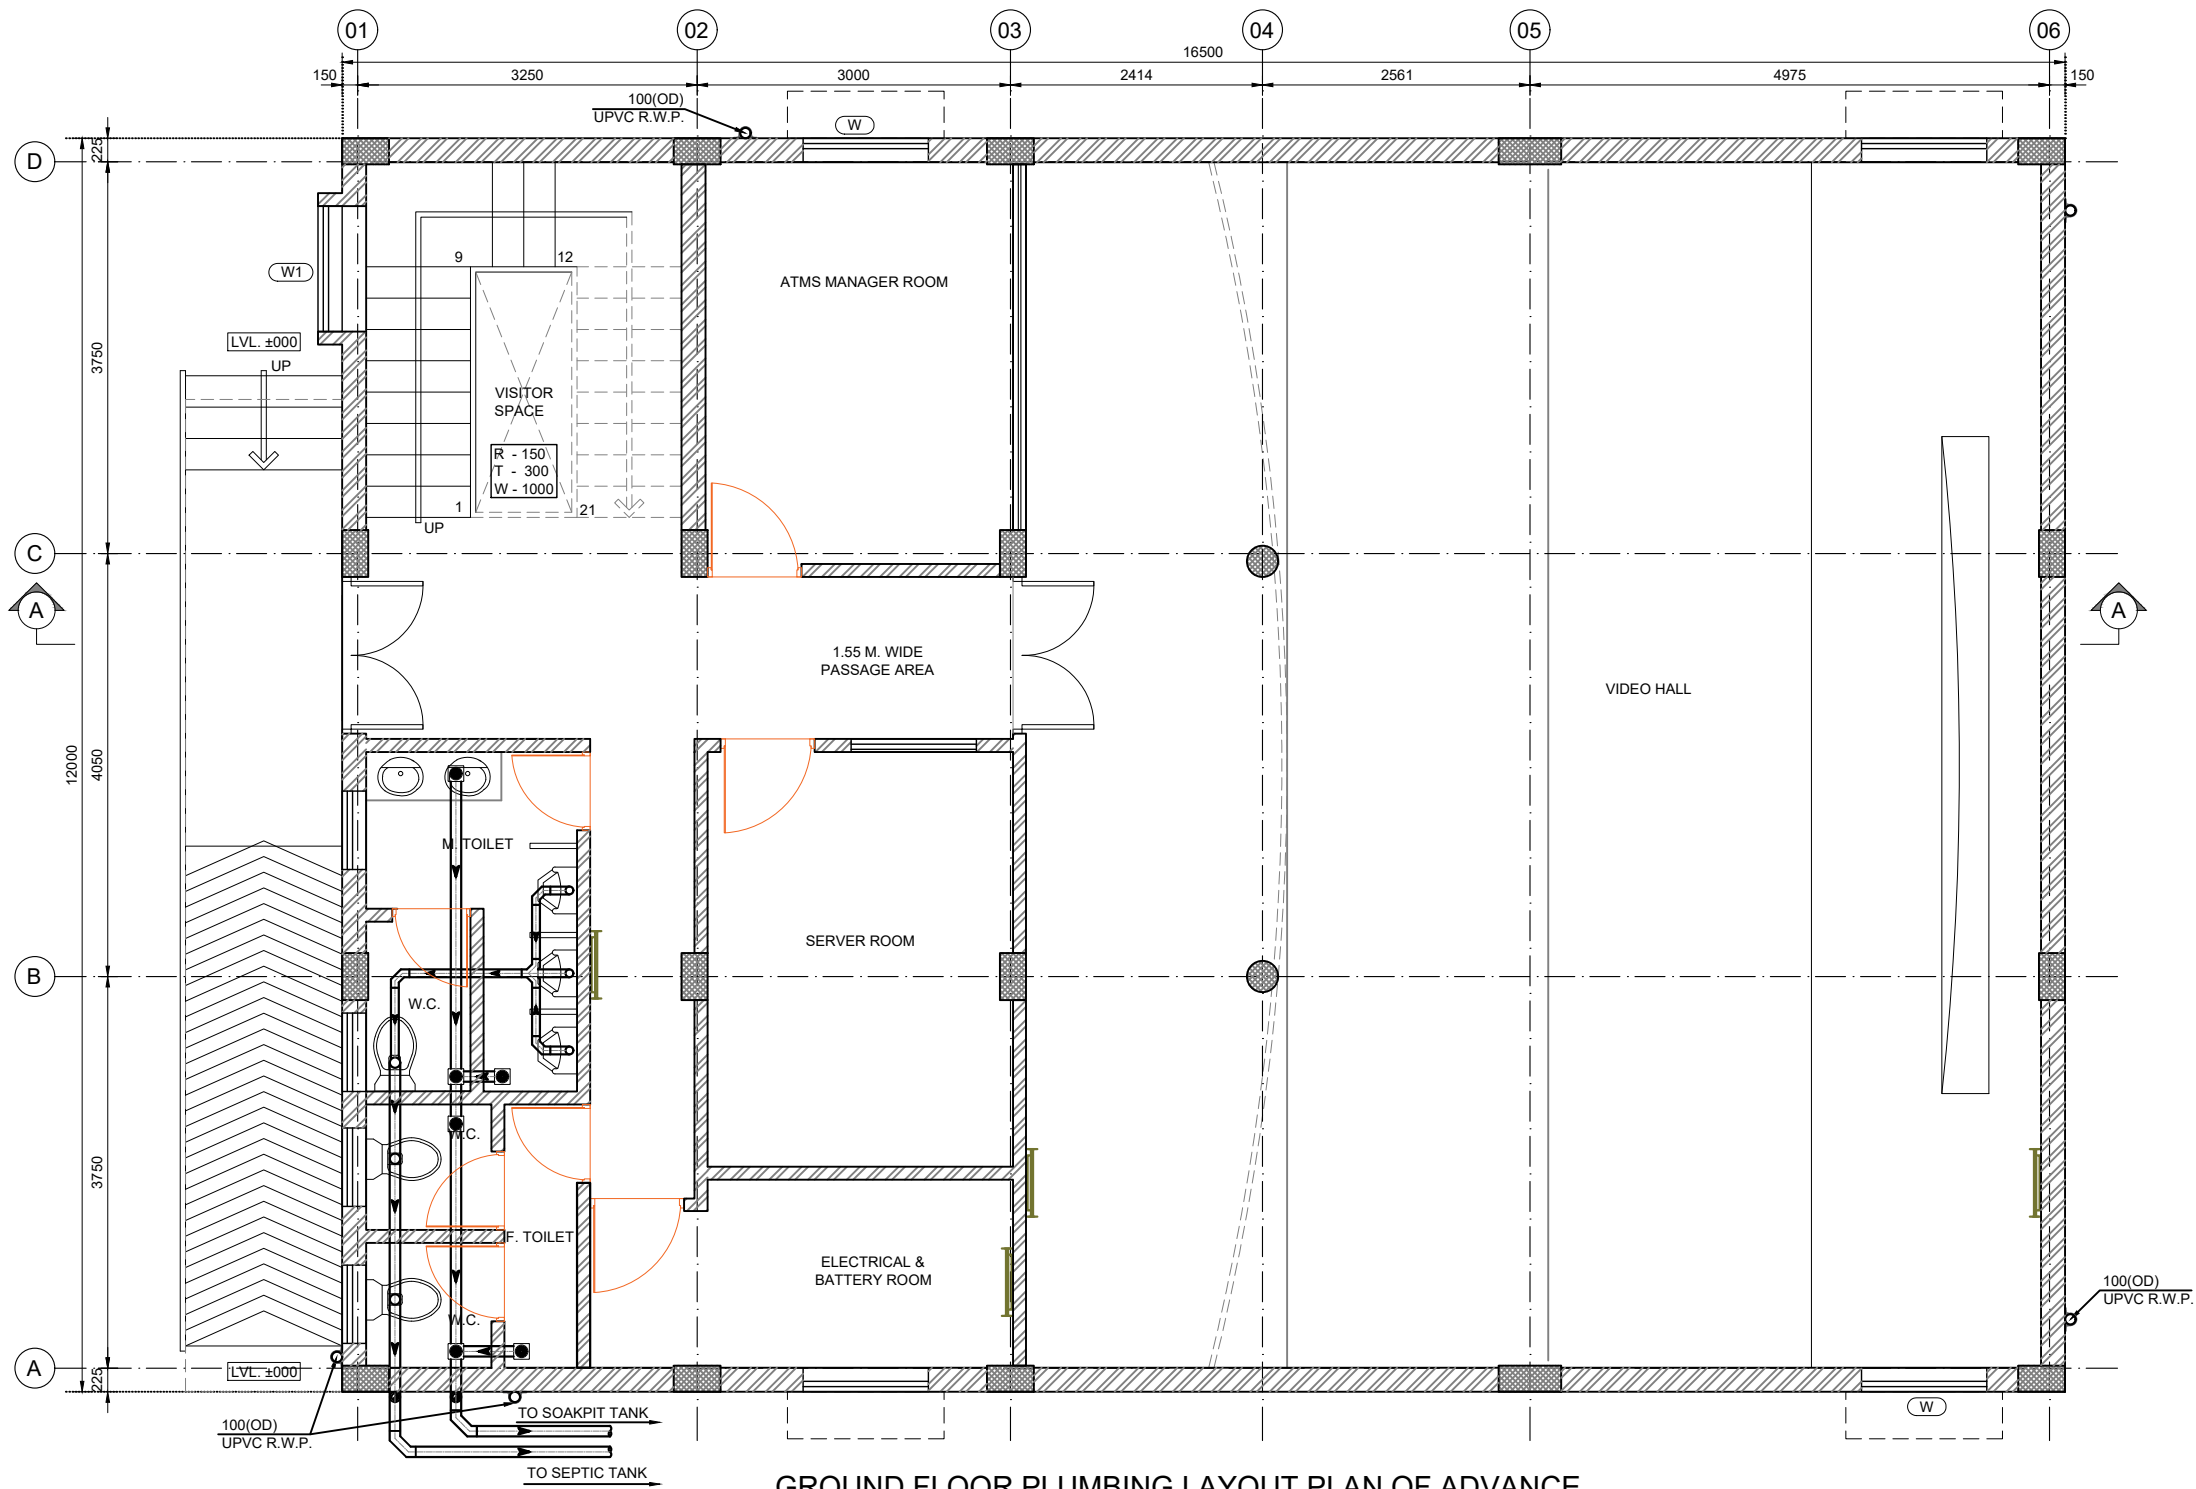 01
02
03
04
05
06
16500
150
3250
3000
2414
2561
4975
150
100(OD)
UPVC R.W.P.
W
225
D
W1
9
12
ATMS MANAGER ROOM
LVL. ±000
UP
3750
VISITOR
SPACE
R - 150
T - 300
W - 1000
1
21
UP
C
A
A
1.55 M. WIDE
PASSAGE AREA
VIDEO HALL
12000
4050
M. TOILET
SERVER ROOM
B
W.C.
W.C.
3750
F. TOILET
ELECTRICAL &
BATTERY ROOM
W.C.
100(OD)
UPVC R.W.P.
A
LVL. ±000
225
W
TO SOAKPIT TANK
100(OD)
UPVC R.W.P.
TO SEPTIC TANK
GROUND FLOOR PLUMBING LAYOUT PLAN OF ADVANCE